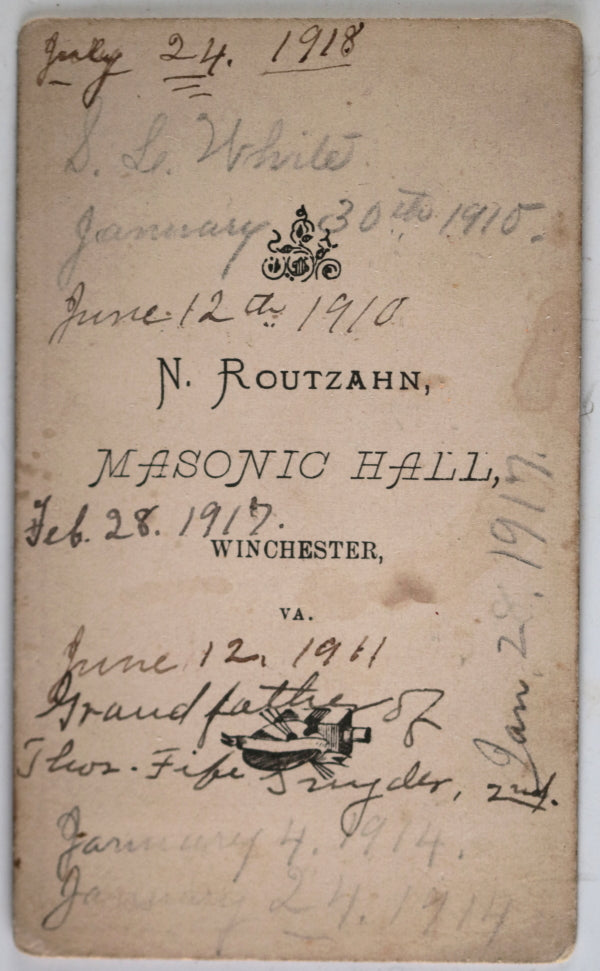 July 24. 1918
S. L. White
January 30th 1915.
June 12th 1910
N. ROUTZAHN,
MASONIC HALL,
Feb. 28. 1917.
WINCHESTER,
VA.
Jan. 28. 1917.
June 12. 1911
Grandfather of
Thos. Fife Snyder, 2nd.
January 4. 1914.
January 24. 1914